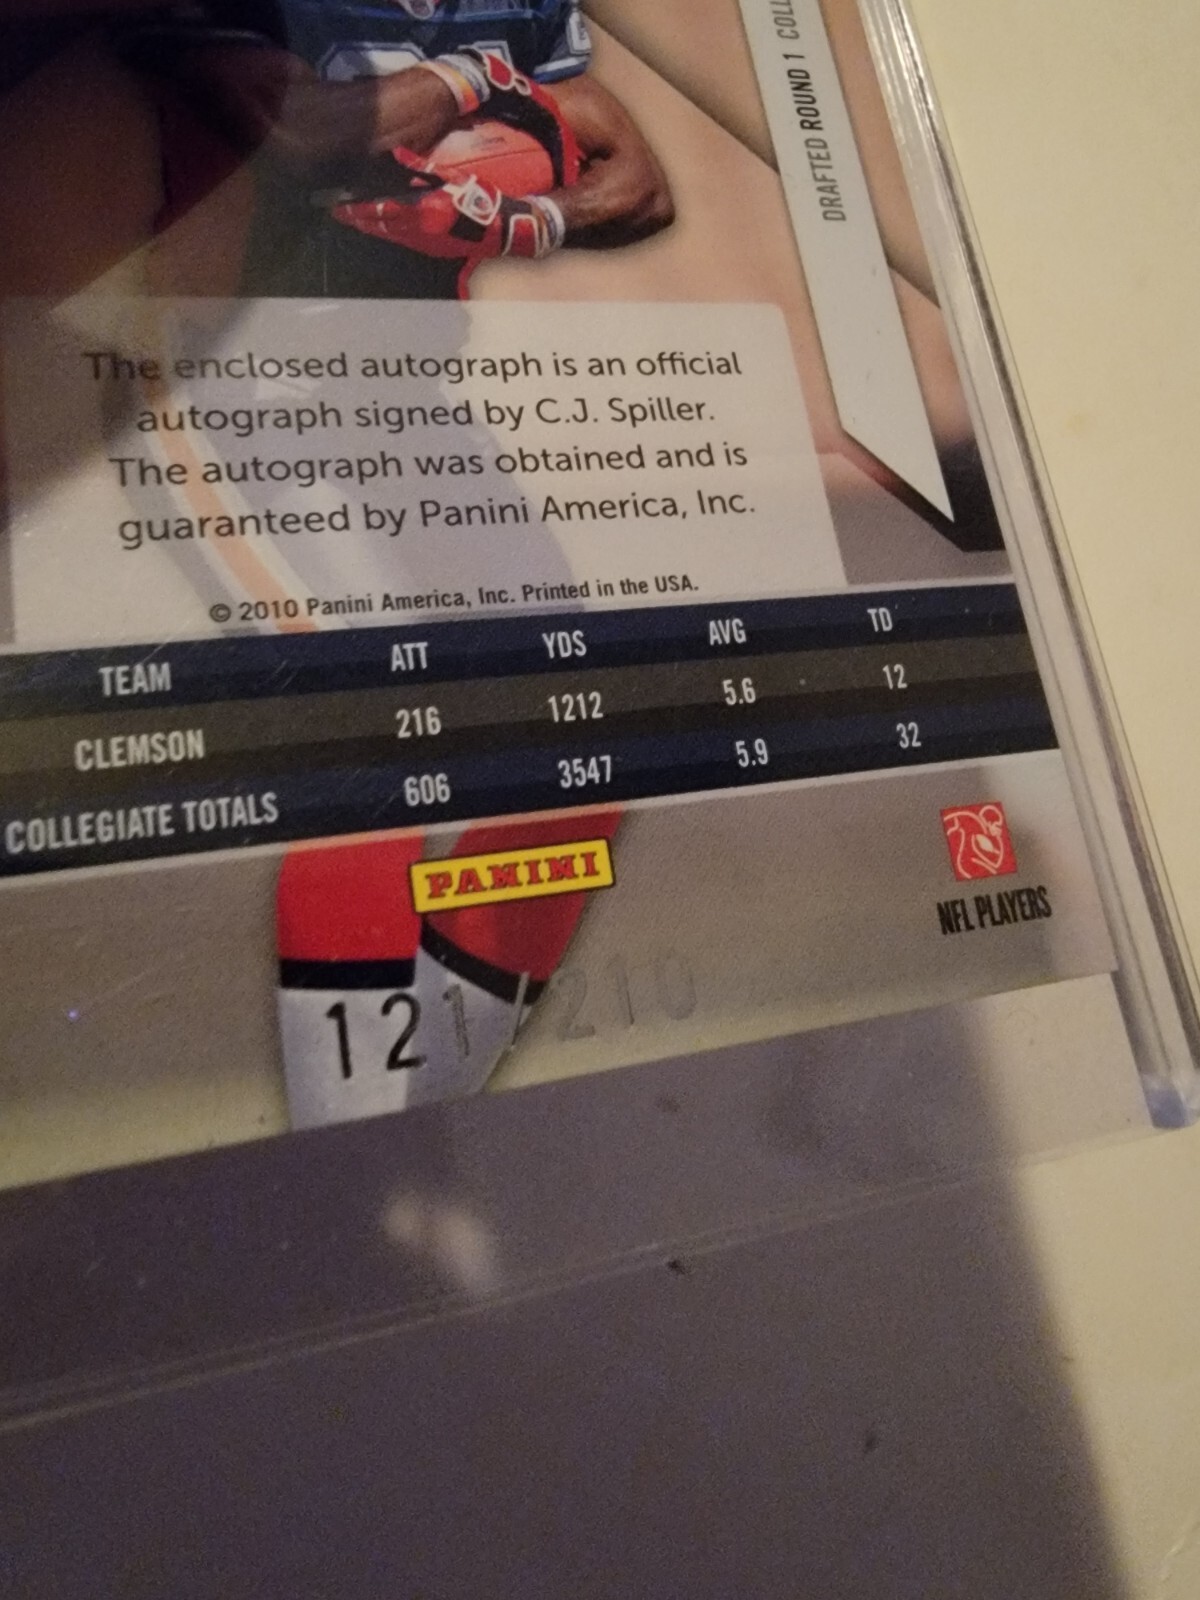 DRAFTED ROUND 1 COLL
The enclosed autograph is an official
autograph signed by C.J. Spiller.
The autograph was obtained and is
guaranteed by Panini America, Inc.
© 2010 Panini America, Inc. Printed in the USA.
TEAM ATT YDS AVG TD
CLEMSON 216 1212 5.6 12
COLLEGIATE TOTALS 606 3547 5.9 32
PANINI
NFL PLAYERS
121/210